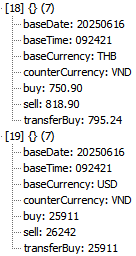 [18] {} (7)
baseDate: 20250616
baseTime: 092421
baseCurrency: THB
counterCurrency: VND
buy: 750.90
sell: 818.90
transferBuy: 795.24
[19] {} (7)
baseDate: 20250616
baseTime: 092421
baseCurrency: USD
counterCurrency: VND
buy: 25911
sell: 26242
transferBuy: 25911